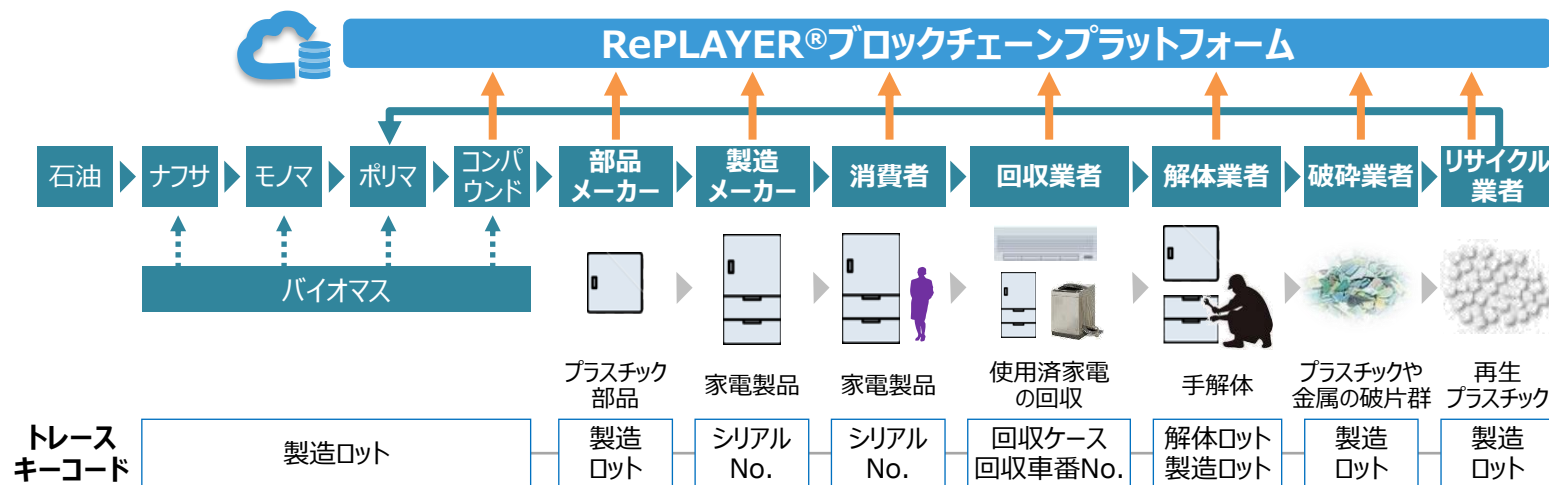 RePLAYER®ブロックチェーンプラットフォーム
石油
ナフサ
モノマ
ポリマ
コンパ
ウンド
部品
メーカー
製造
メーカー
消費者
回収業者
解体業者
破砕業者
リサイクル
業者
バイオマス
プラスチック
部品
家電製品
家電製品
使用済家電
の回収
手解体
プラスチックや
金属の破片群
再生
プラスチック
トレース
キーコード
製造ロット
製造
ロット
シリアル
No.
シリアル
No.
回収ケース
回収車番No.
解体ロット
製造ロット
製造
ロット
製造
ロット